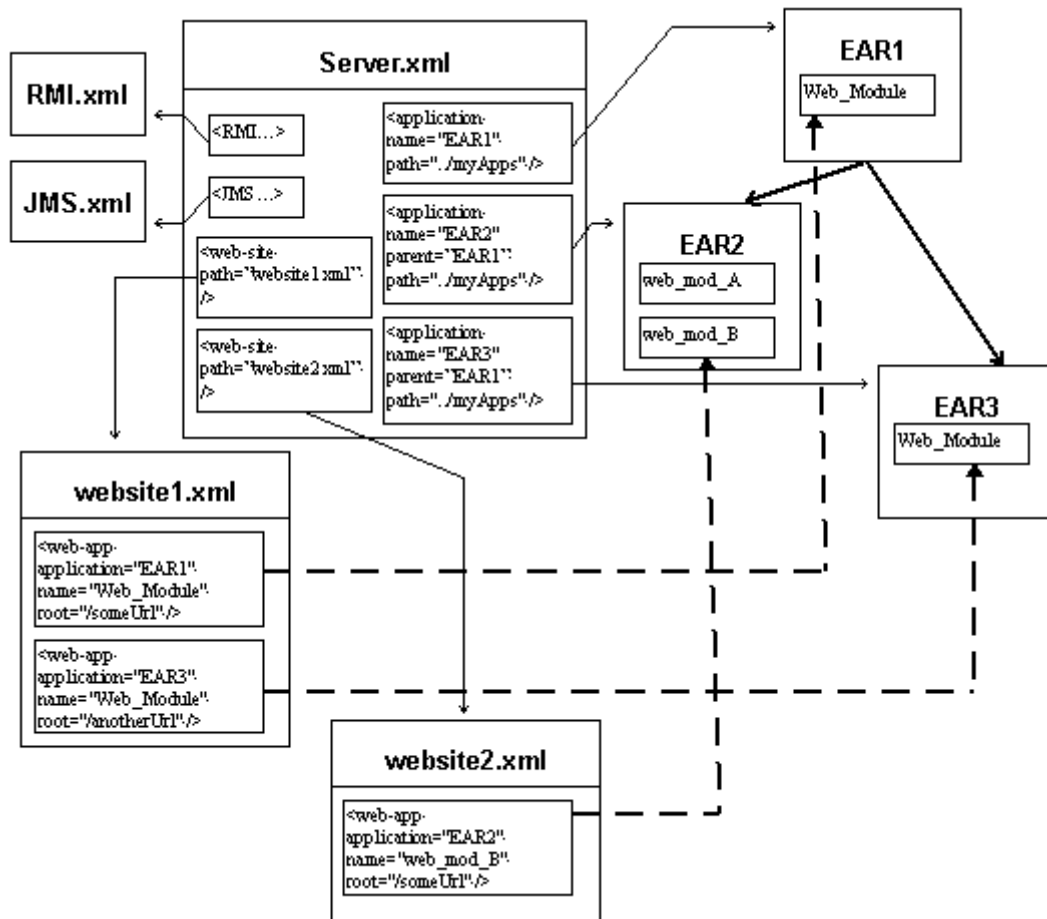 Server.xml
<RMI...>
<JMS ...>
<web-site
path="website1 xml"
/>
<web-site
path="website2 xml"
/>
<application
name="EAR1"
path="../myApps"/>
<application
name="EAR2"
parent="EAR1"
path="../myApps"/>
<application
name="EAR3"
parent="EAR1"
path="../myApps"/>
RMI.xml
JMS.xml
EAR1
Web_Module
EAR2
web_mod_A
web_mod_B
EAR3
Web_Module
website1.xml
<web-app
application="EAR1"
name="Web_Module"
root="/someUrl"/>
<web-app
application="EAR3"
name="Web_Module"
root="/anotherUrl"/>
website2.xml
<web-app
application="EAR2"
name="web_mod_B"
root="/someUrl"/>